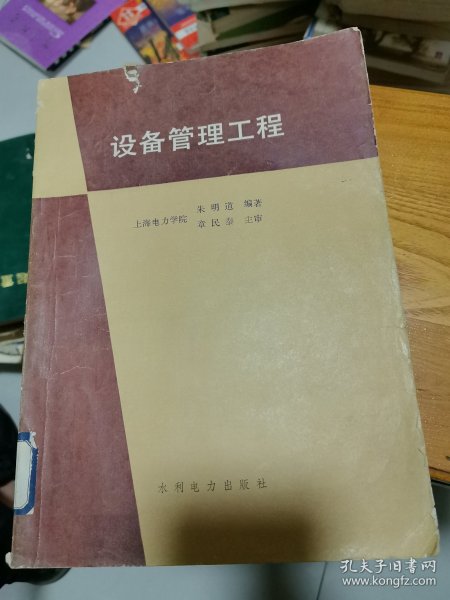 设备管理工程
上海电力学院 朱明道 编著
章民泰 主审
水利电力出版社
孔夫子旧书网
www.kongfz.com